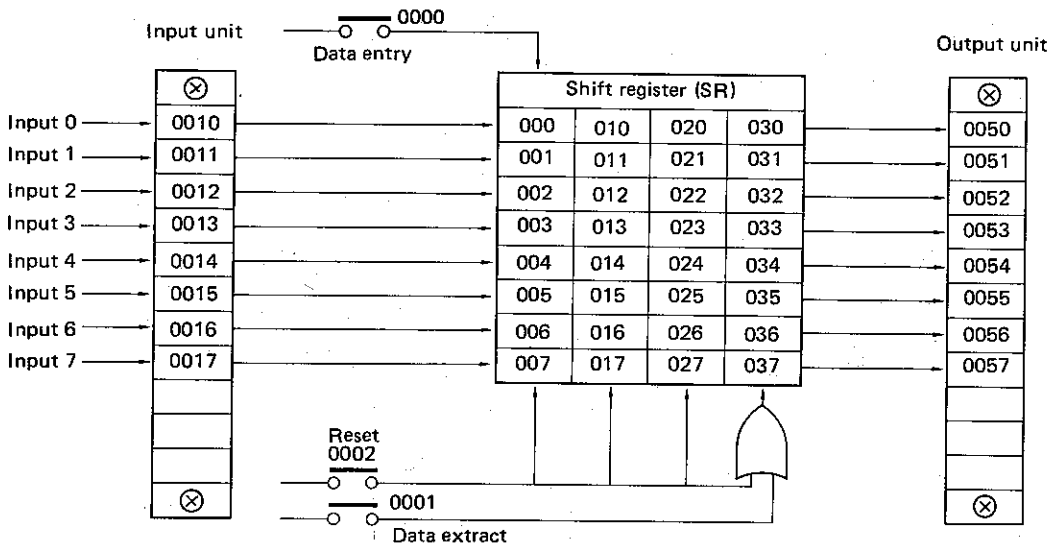 0000
Input unit
Data entry
Output unit
Shift register (SR)
Input 0 0010 000 010 020 030 0050
Input 1 0011 001 011 021 031 0051
Input 2 0012 002 012 022 032 0052
Input 3 0013 003 013 023 033 0053
Input 4 0014 004 014 024 034 0054
Input 5 0015 005 015 025 035 0055
Input 6 0016 006 016 026 036 0056
Input 7 0017 007 017 027 037 0057
Reset
0002
0001
Data extract